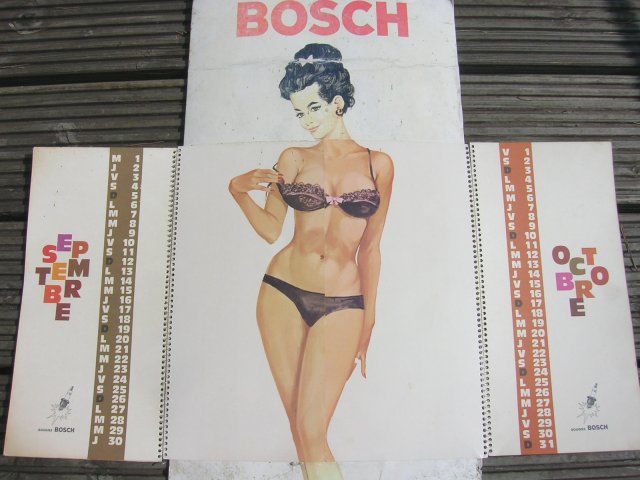 BOSCH
SEPTEMBRE
M 1
J 2
V 3
S 4
D 5
L 6
M 7
M 8
J 9
V 10
S 11
D 12
L 13
M 14
M 15
J 16
V 17
S 18
D 19
L 20
M 21
M 22
J 23
V 24
S 25
D 26
L 27
M 28
M 29
J 30
BOUGIES BOSCH
V 1
S 2
D 3
L 4
M 5
M 6
J 7
V 8
S 9
D 10
L 11
M 12
M 13
J 14
V 15
S 16
D 17
L 18
M 19
M 20
J 21
V 22
S 23
D 24
L 25
M 26
M 27
J 28
V 29
S 30
D 31
OCTOBRE
BOUGIES BOSCH